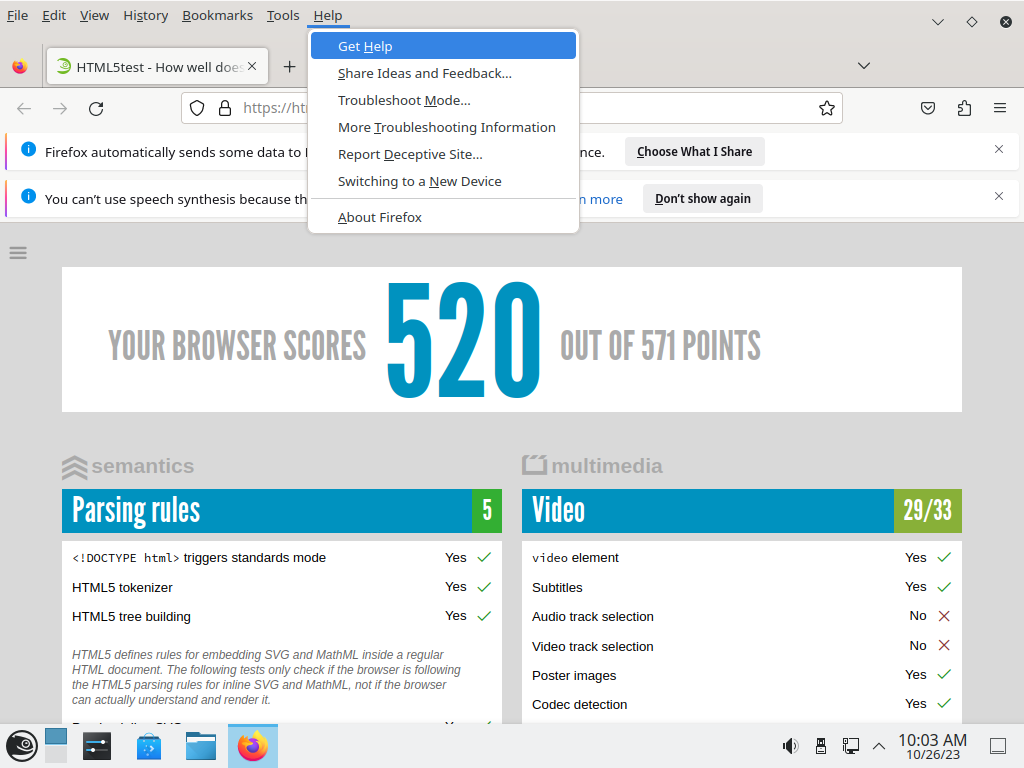 File Edit View History Bookmarks Tools Help
HTML5test - How well does
https://
Get Help
Share Ideas and Feedback...
Troubleshoot Mode...
More Troubleshooting Information
Report Deceptive Site...
Switching to a New Device
About Firefox
Firefox automatically sends some data to
Choose What I Share
You can't use speech synthesis because
more
Don't show again
YOUR BROWSER SCORES 520 OUT OF 571 POINTS
semantics
Parsing rules 5
<!DOCTYPE html> triggers standards mode Yes
HTML5 tokenizer Yes
HTML5 tree building Yes
HTML5 defines rules for embedding SVG and MathML inside a regular
HTML document. The following tests only check if the browser is following
the HTML5 parsing rules for inline SVG and MathML, not if the browser
can actually understand and render it.
multimedia
Video 29/33
video element Yes
Subtitles Yes
Audio track selection No
Video track selection No
Poster images Yes
Codec detection Yes
10:03 AM
10/26/23